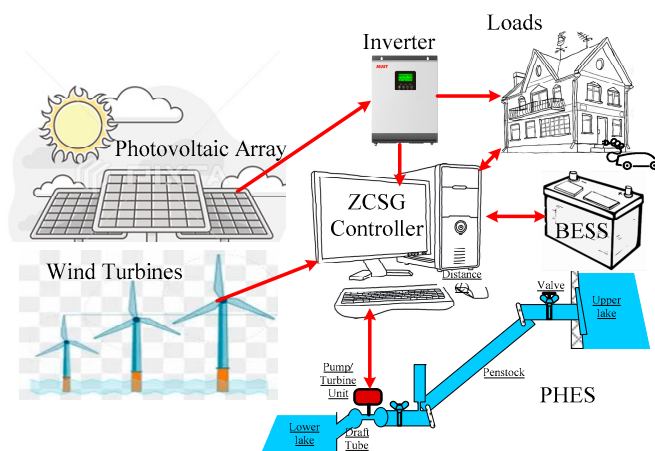 Inverter
Loads
Photovoltaic Array
ZCSG
Controller
BESS
Wind Turbines
Distance
Valve
Upper
lake
Pump/
Turbine
Unit
Penstock
PHES
Lower
lake
Draft
Tube